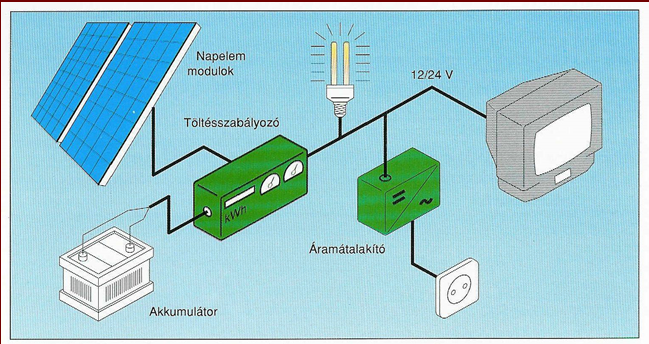 Napelem
modulok
12/24 V
Töltésszabályozó
kWh
Áramátalakító
Akkumulátor